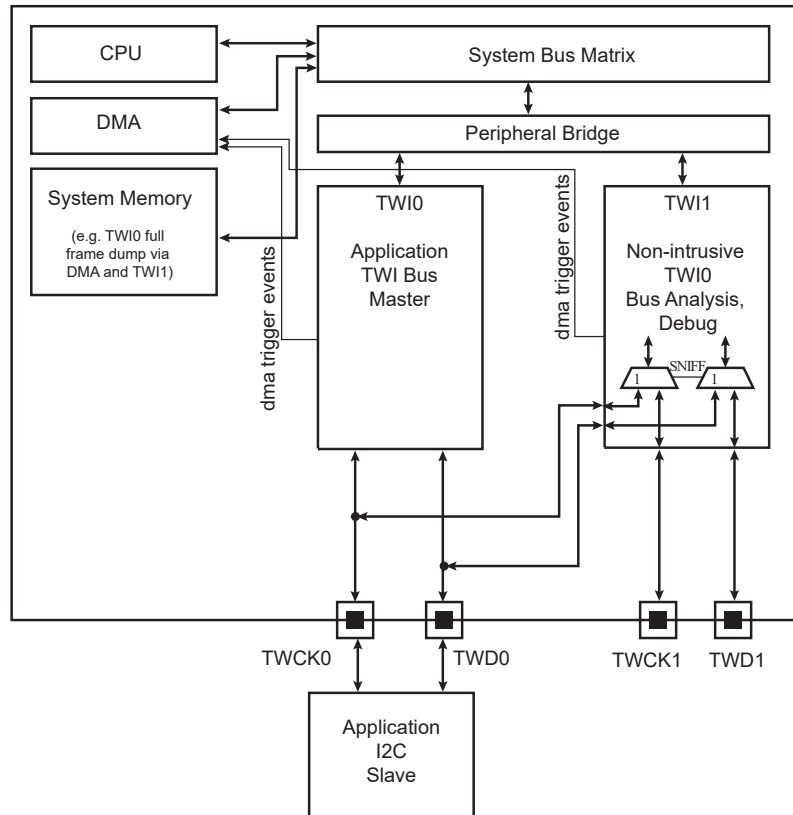 CPU
System Bus Matrix
DMA
Peripheral Bridge
System Memory
(e.g. TWI0 full
frame dump via
DMA and TWI1)
dma trigger events
TWI0
Application
TWI Bus
Master
dma trigger events
TWI1
Non-intrusive
TWI0
Bus Analysis,
Debug
SNIFF
1
1
TWCK0
TWD0
TWCK1
TWD1
Application
I2C
Slave